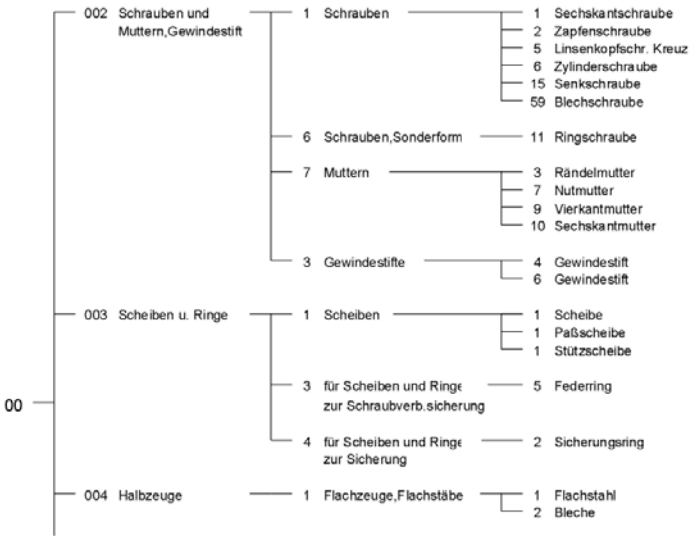 002 Schrauben und
Muttern,Gewindestift
1 Schrauben
1 Sechskantschraube
2 Zapfenschraube
5 Linsenkopfschr. Kreuz
6 Zylinderschraube
15 Senkschraube
59 Blechschraube
6 Schrauben,Sonderform
11 Ringschraube
7 Muttern
3 Rändelmutter
7 Nutmutter
9 Vierkantmutter
10 Sechskantmutter
3 Gewindestifte
4 Gewindestift
6 Gewindestift
003 Scheiben u. Ringe
1 Scheiben
1 Scheibe
1 Paßscheibe
1 Stützscheibe
00
3 für Scheiben und Ringe
zur Schraubverb.sicherung
5 Federring
4 für Scheiben und Ringe
zur Sicherung
2 Sicherungsring
004 Halbzeuge
1 Flachzeuge,Flachstäbe
1 Flachstahl
2 Bleche